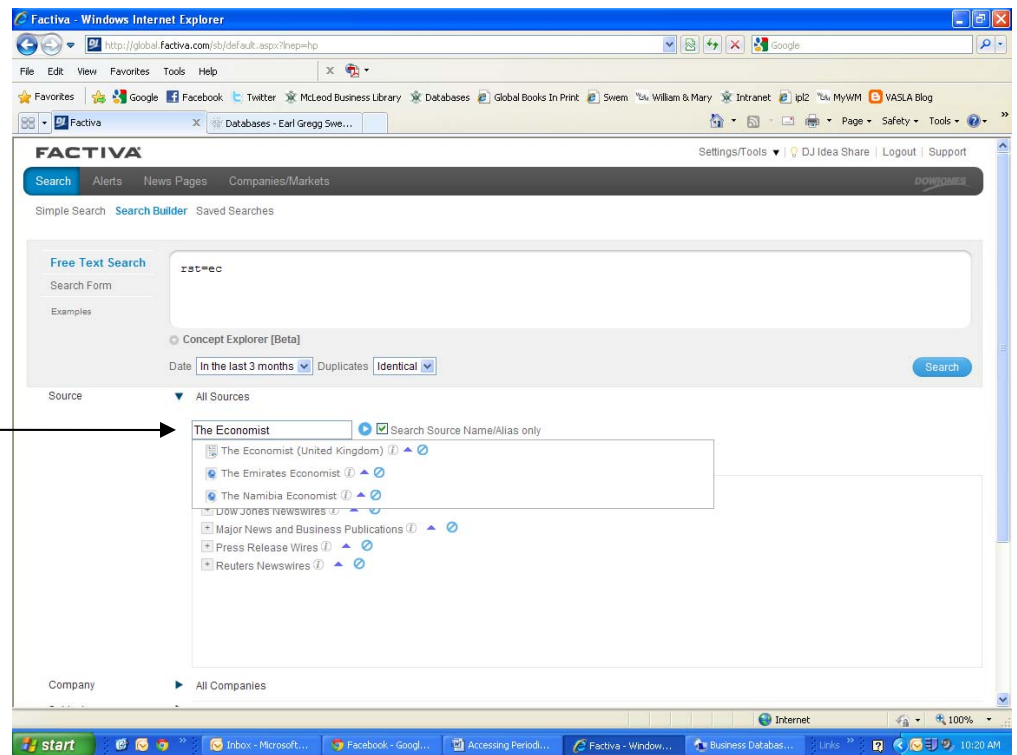 Factiva - Windows Internet Explorer
http://global.factiva.com/sb/default.aspx?lnep=hp
Google
File Edit View Favorites Tools Help
Favorites Google Facebook Twitter McLeod Business Library Databases Global Books In Print Swem William & Mary Intranet ipl2 MyWM VASLA Blog
Factiva Databases - Earl Gregg Swe... Page Safety Tools
FACTIVA Settings/Tools DJ Idea Share | Logout | Support
Search Alerts News Pages Companies/Markets DOWJONES
Simple Search Search Builder Saved Searches
Free Text Search
rst=ec
Search Form
Examples
Concept Explorer [Beta]
Date In the last 3 months Duplicates Identical Search
Source All Sources
The Economist Search Source Name/Alias only
The Economist (United Kingdom)
The Emirates Economist
The Namibia Economist
Dow Jones Newswires
Major News and Business Publications
Press Release Wires
Reuters Newswires
Company All Companies
Internet 100%
start Inbox - Microsoft... Facebook - Googl... Accessing Periodi... Factiva - Window... Business Databas... Links 10:20 AM